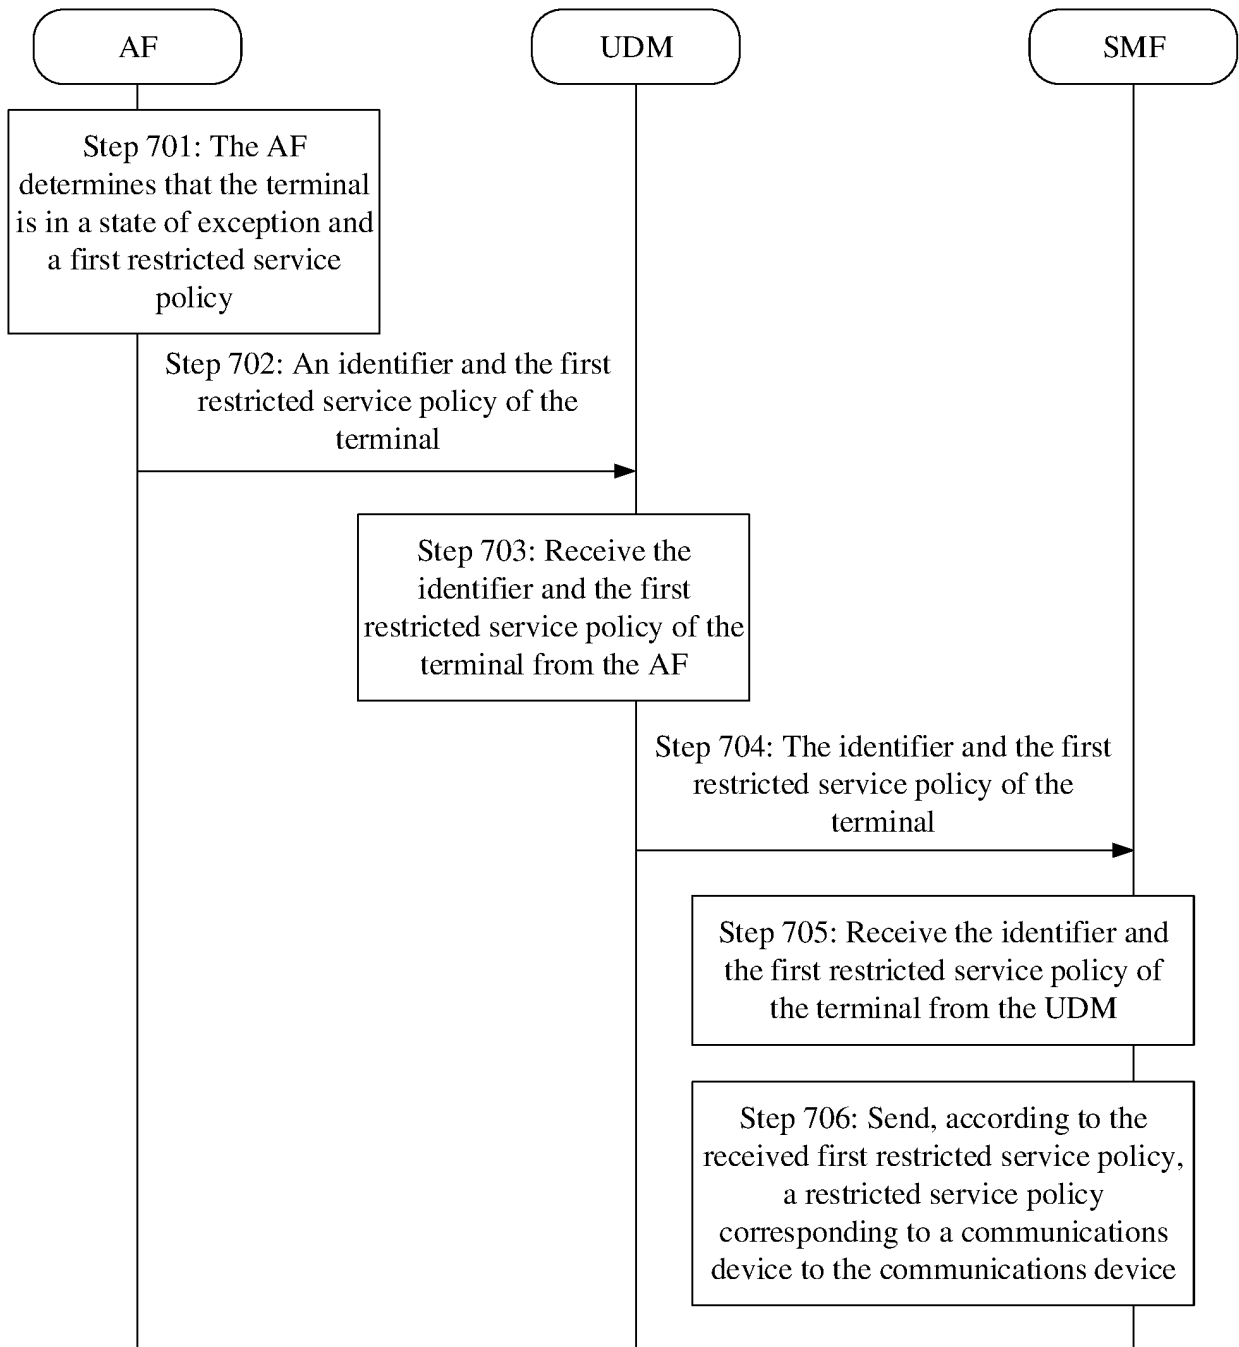 AF
UDM
SMF
Step 701: The AF
determines that the terminal
is in a state of exception and
a first restricted service
policy
Step 702: An identifier and the first
restricted service policy of the
terminal
Step 703: Receive the
identifier and the first
restricted service policy of the
terminal from the AF
Step 704: The identifier and the first
restricted service policy of the
terminal
Step 705: Receive the identifier and
the first restricted service policy of
the terminal from the UDM
Step 706: Send, according to the
received first restricted service policy,
a restricted service policy
corresponding to a communications
device to the communications device